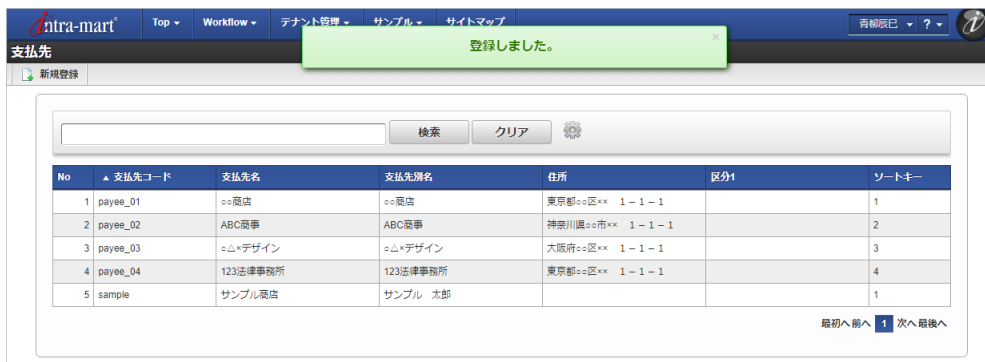 intra-mart Top Workflow テナント管理 サンプル サイトマップ 青柳辰巳 ?
登録しました。 ×
支払先
新規登録
検索 クリア
No ▲ 支払先コード 支払先名 支払先別名 住所 区分1 ソートキー
1 payee_01 ○○商店 ○○商店 東京都○○区×× 1-1-1 1
2 payee_02 ABC商事 ABC商事 神奈川県○○市×× 1-1-1 2
3 payee_03 ○△×デザイン ○△×デザイン 大阪府○○区×× 1-1-1 3
4 payee_04 123法律事務所 123法律事務所 東京都○○区×× 1-1-1 4
5 sample サンプル商店 サンプル 太郎 1
最初へ 前へ 1 次へ 最後へ